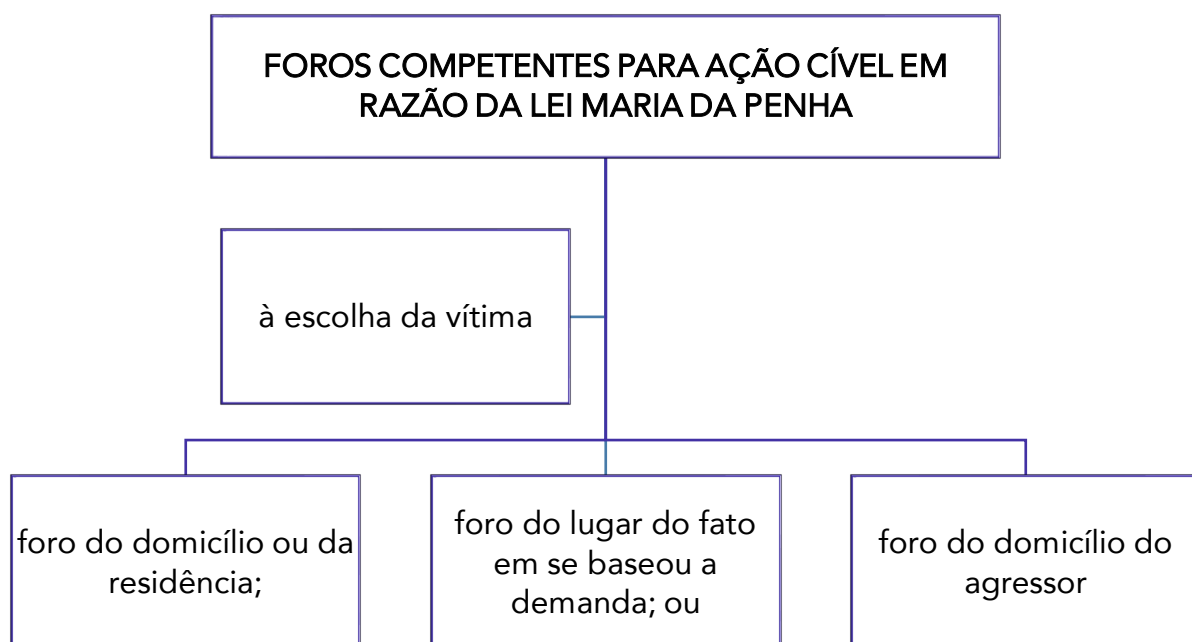 FOROS COMPETENTES PARA AÇÃO CÍVEL EM
RAZÃO DA LEI MARIA DA PENHA
à escolha da vítima
foro do domicílio ou da
residência;
foro do lugar do fato
em se baseou a
demanda; ou
foro do domicílio do
agressor